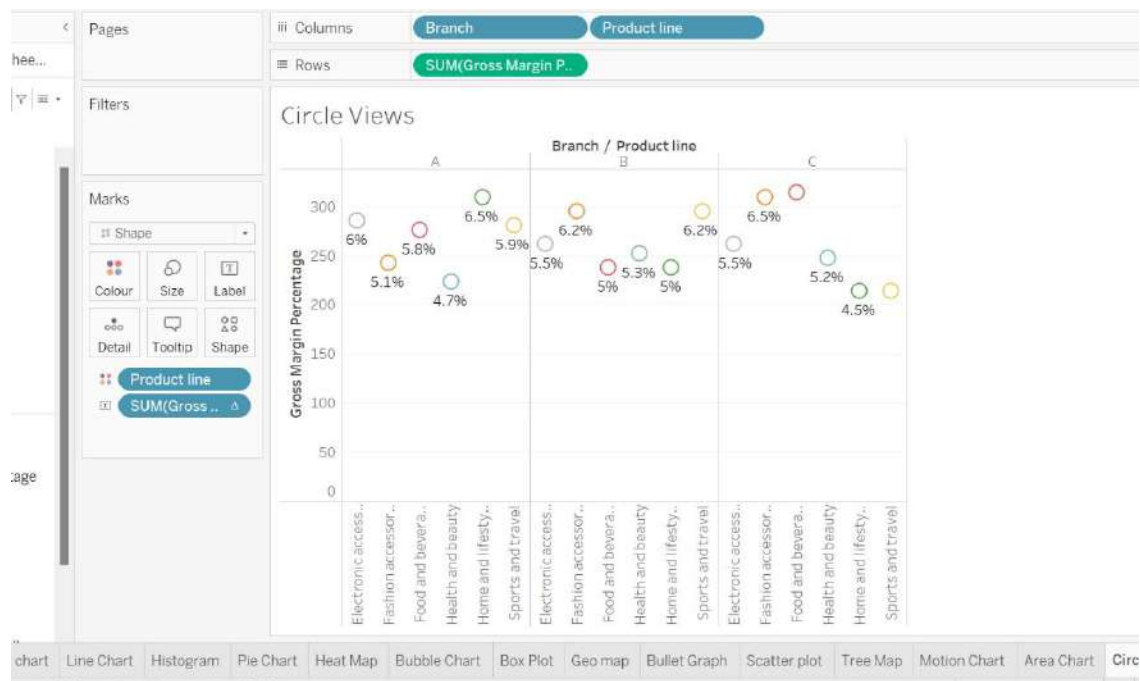 Pages
iii Columns
Branch
Product line
hee...
Rows
SUM(Gross Margin P..
Filters
Circle Views
Branch / Product line
A
B
C
Marks
Shape
Colour
Size
Label
Detail
Tooltip
Shape
Product line
SUM(Gross ..
tage
Gross Margin Percentage
300
250
200
150
100
50
0
6%
5.1%
5.8%
4.7%
6.5%
5.9%
5.5%
6.2%
5%
5.3%
5%
6.2%
5.5%
6.5%
5.2%
4.5%
Electronic access..
Fashion accessor..
Food and bevera..
Health and beauty
Home and lifesty..
Sports and travel
Electronic access..
Fashion accessor..
Food and bevera..
Health and beauty
Home and lifesty..
Sports and travel
Electronic access..
Fashion accessor..
Food and bevera..
Health and beauty
Home and lifesty..
Sports and travel
chart
Line Chart
Histogram
Pie Chart
Heat Map
Bubble Chart
Box Plot
Geo map
Bullet Graph
Scatter plot
Tree Map
Motion Chart
Area Chart
Circ